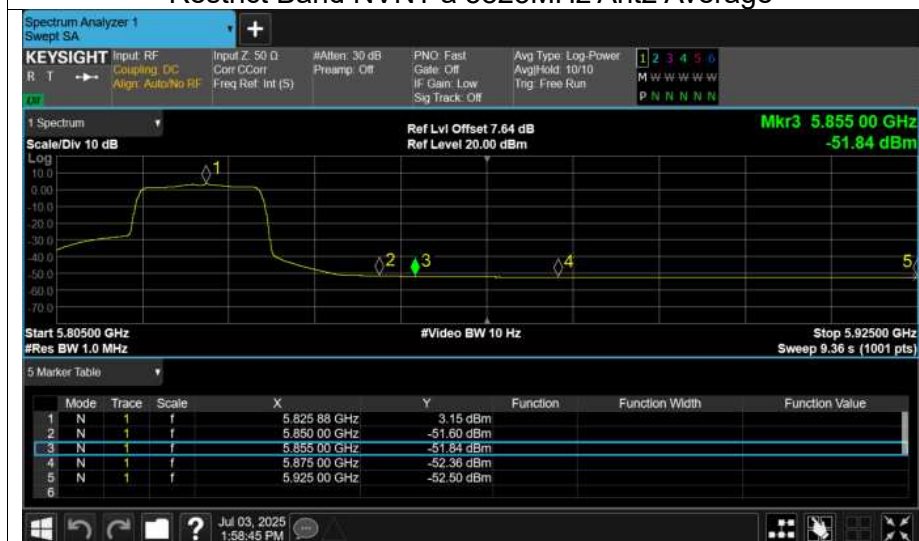 Restrict Band NVNT a 5825MHz Ant2 Average
Spectrum Analyzer 1
Swept SA
+
KEYSIGHT Input: RF Input Z: 50 Ω #Atten: 30 dB PNO: Fast Avg Type: Log-Power 1 2 3 4 5 6
R T Coupling: DC Corr CCorr Preamp: Off Gate: Off Avg|Hold: 10/10 M W W W W W
Align: Auto/No RF Freq Ref: Int (S) IF Gain: Low Trig: Free Run
Sig Track: Off P N N N N N
1 Spectrum Ref Lvl Offset 7.64 dB Mkr3 5.855 00 GHz
Scale/Div 10 dB Ref Level 20.00 dBm -51.84 dBm
Log
10.0
0.00
-10.0
-20.0
-30.0
-40.0
-50.0
-60.0
-70.0
1
2
3
4
5
Start 5.80500 GHz #Video BW 10 Hz Stop 5.92500 GHz
#Res BW 1.0 MHz Sweep 9.36 s (1001 pts)
5 Marker Table
Mode Trace Scale X Y Function Function Width Function Value
1 N 1 f 5.825 88 GHz 3.15 dBm
2 N 1 f 5.850 00 GHz -51.60 dBm
3 N 1 f 5.855 00 GHz -51.84 dBm
4 N 1 f 5.875 00 GHz -52.36 dBm
5 N 1 f 5.925 00 GHz -52.50 dBm
6
? Jul 03, 2025
1:58:45 PM